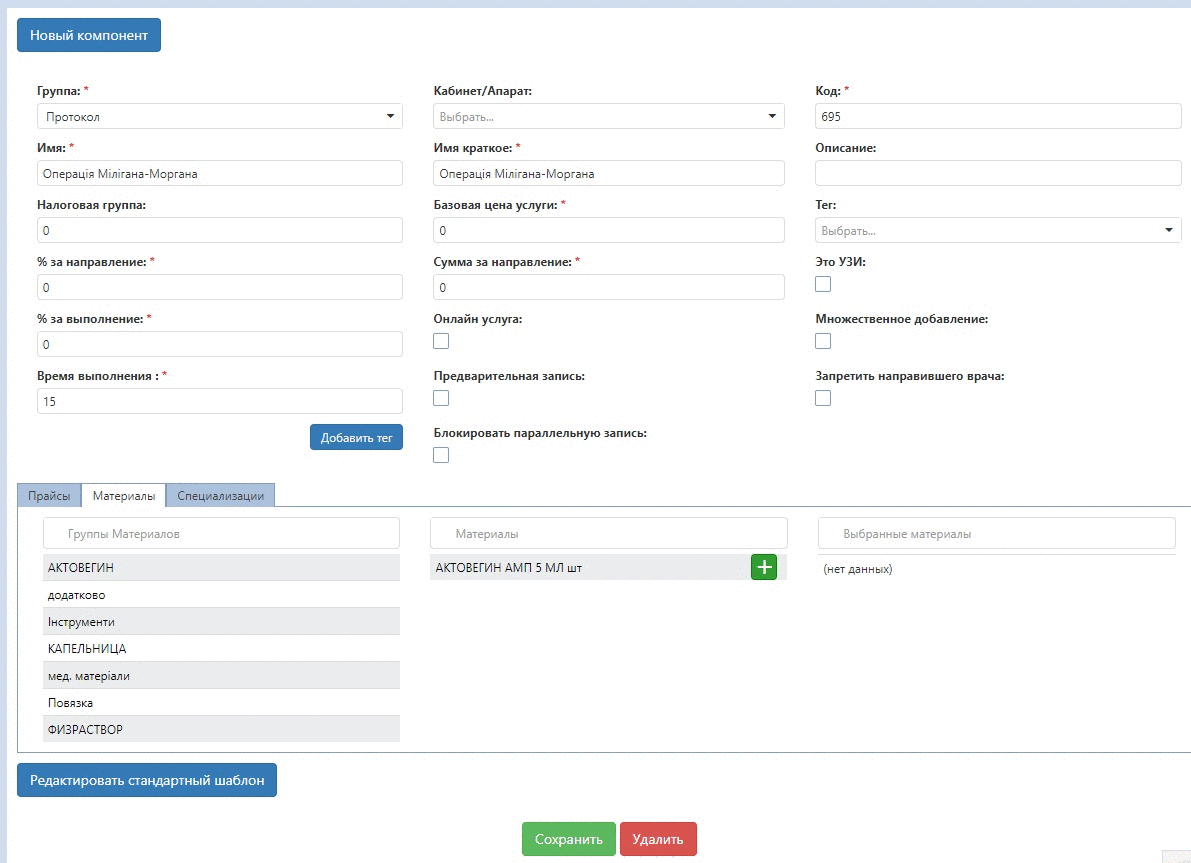 Новый компонент
Группа: * Кабинет/Апарат: Код: *
Протокол Выбрать... 695
Имя: * Имя краткое: * Описание:
Операція Мілігана-Моргана Операція Мілігана-Моргана
Налоговая группа: Базовая цена услуги: * Тег:
0 0 Выбрать...
% за направление: * Сумма за направление: * Это УЗИ:
0 0
% за выполнение: * Онлайн услуга: Множественное добавление:
0
Время выполнения : * Предварительная запись: Запретить направившего врача:
15
Добавить тег Блокировать параллельную запись:
Прайсы Материалы Специализации
Группы Материалов Материалы Выбранные материалы
АКТОВЕГИН АКТОВЕГИН АМП 5 МЛ шт (нет данных)
додатково
Інструменти
КАПЕЛЬНИЦА
мед. матеріали
Повязка
ФИЗРАСТВОР
Редактировать стандартный шаблон
Сохранить Удалить